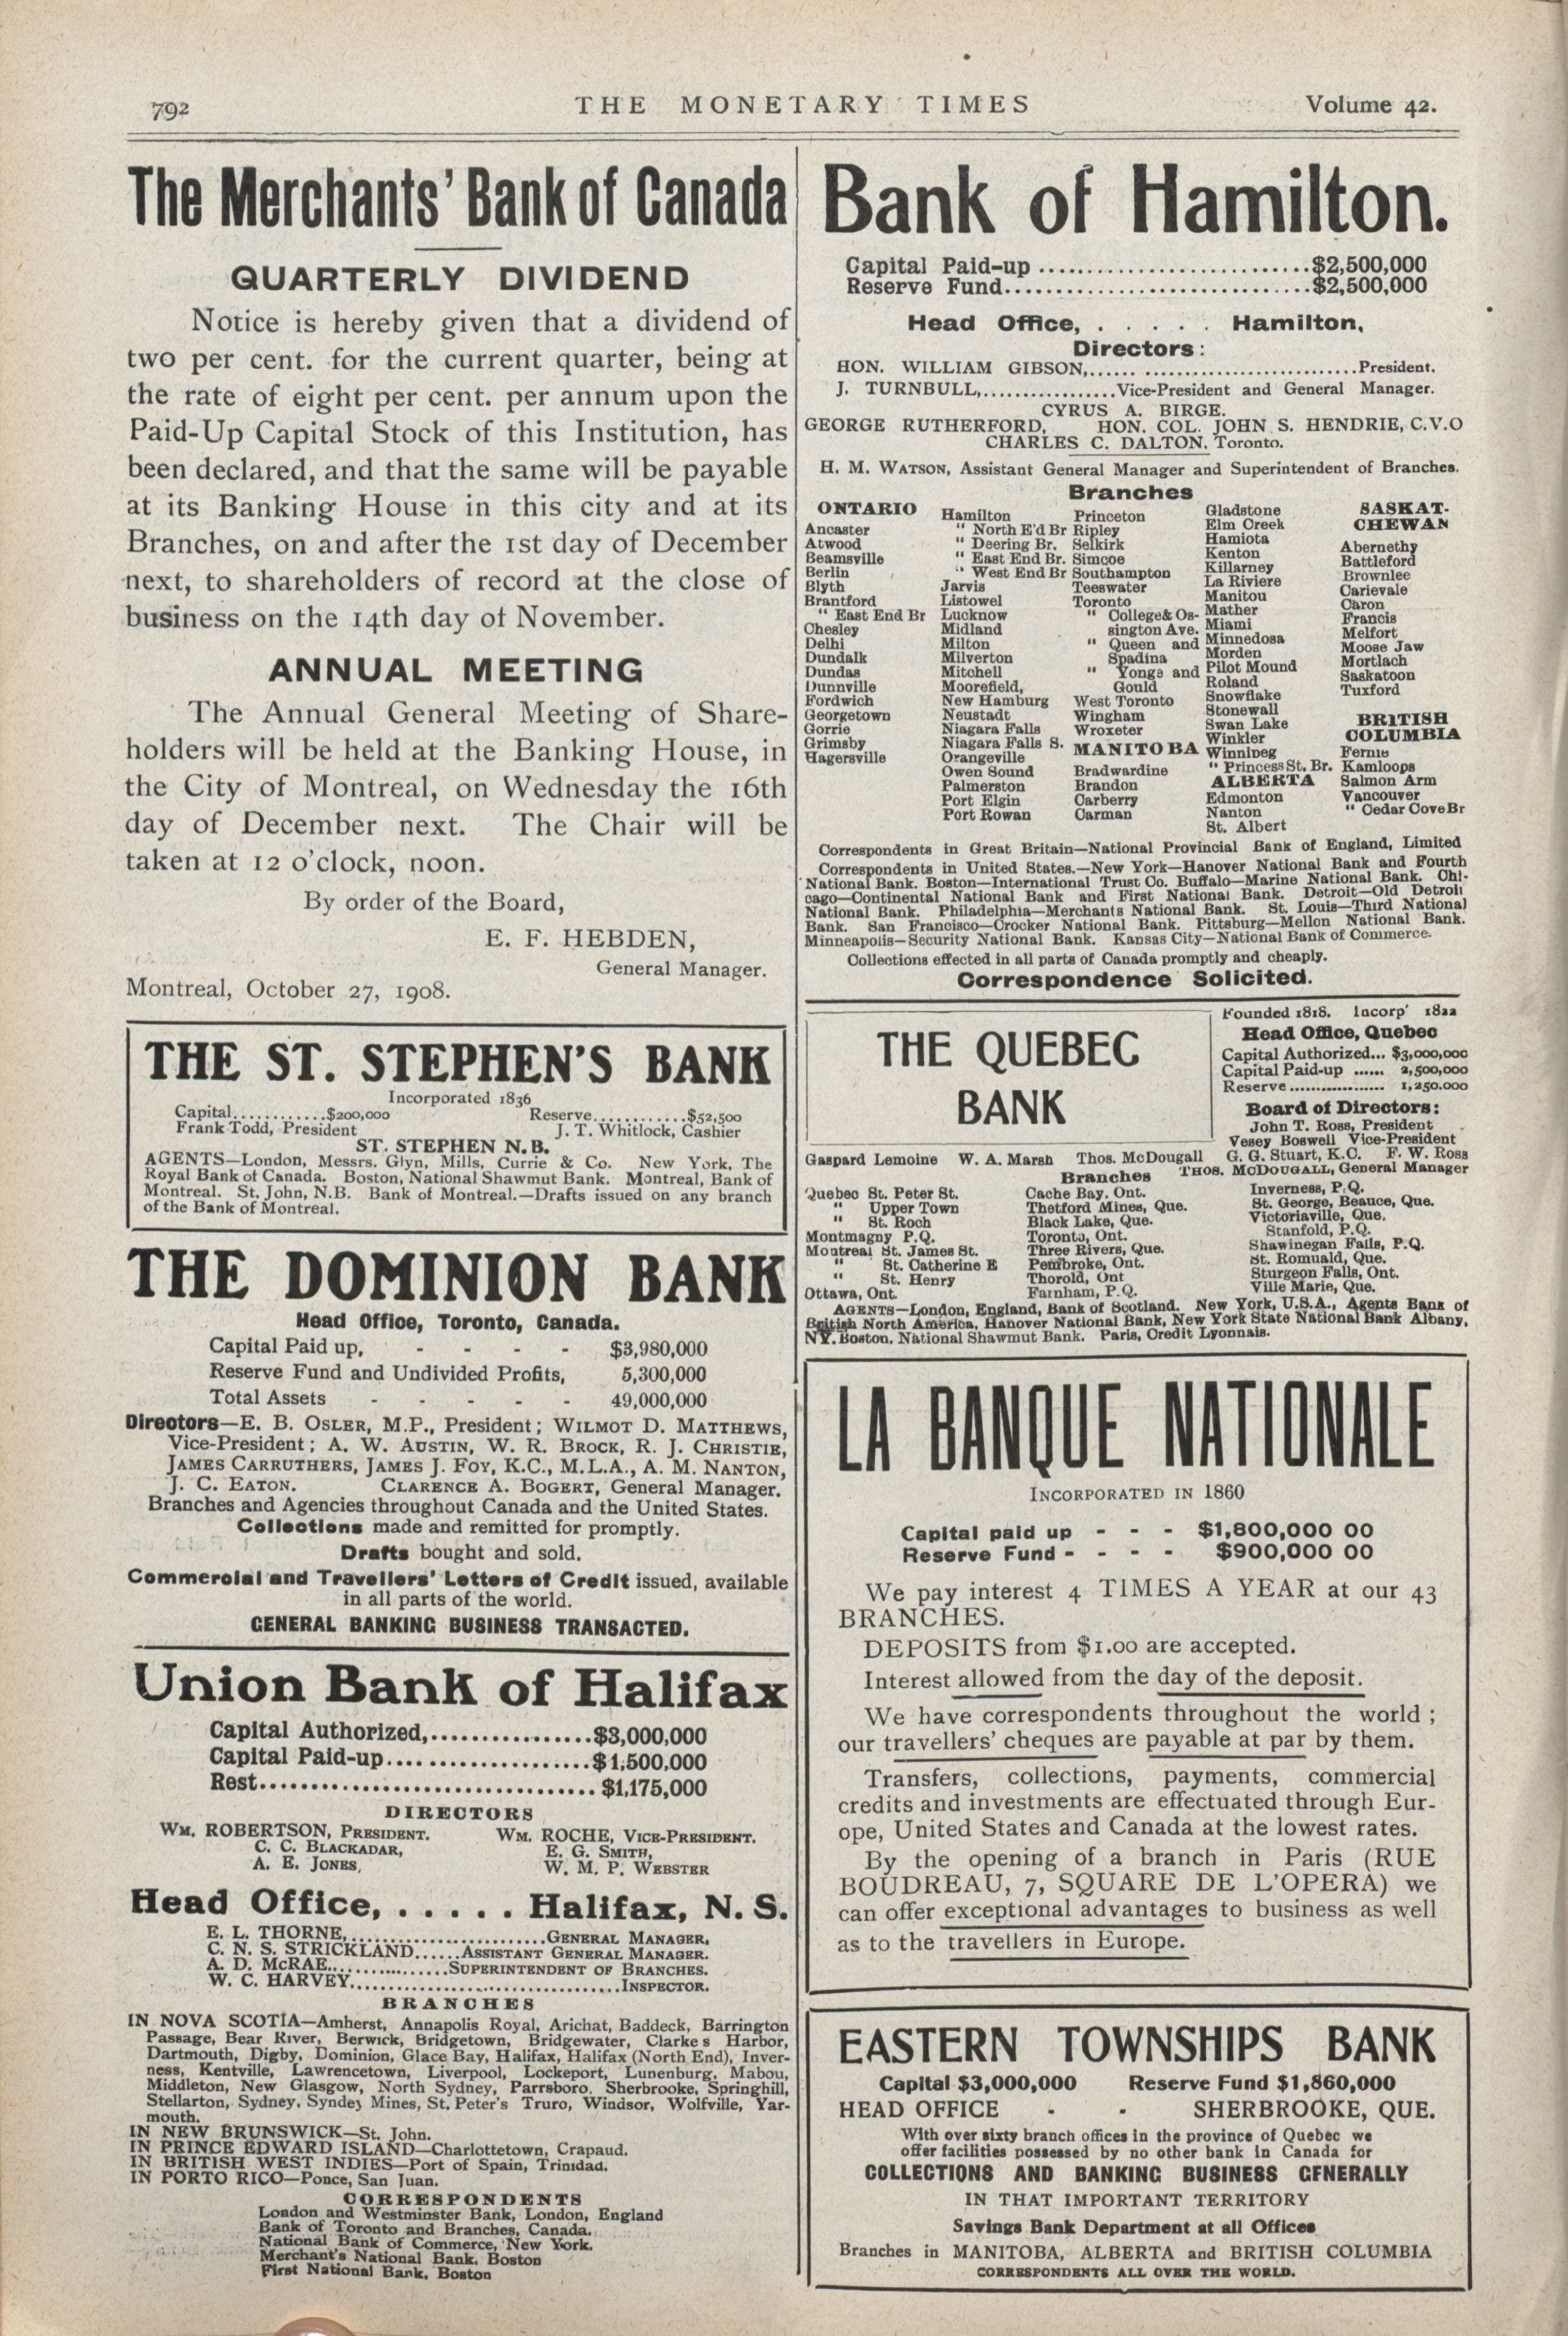 792
THE MONETARY TIMES
Volume 42.
The Merchants' Bank of Canada
QUARTERLY DIVIDEND
Notice is hereby given that a dividend of
two per cent. for the current quarter, being at
the rate of eight per cent. per annum upon the
Paid-Up Capital Stock of this Institution, has
been declared, and that the same will be payable
at its Banking House in this city and at its
Branches, on and after the 1st day of December
next, to shareholders of record at the close of
business on the 14th day of November.
ANNUAL MEETING
The Annual General Meeting of Share-
holders will be held at the Banking House, in
the City of Montreal, on Wednesday the 16th
day of December next. The Chair will be
taken at 12 o'clock, noon.
By order of the Board,
E. F. HEBDEN,
General Manager.
Montreal, October 27, 1908.
THE ST. STEPHEN'S BANK
Incorporated 1836
Capital............$200,000 Reserve............$52,500
Frank Todd, President J. T. Whitlock, Cashier
ST. STEPHEN N.B.
AGENTS—London, Messrs. Glyn, Mills, Currie & Co. New York, The
Royal Bank of Canada. Boston, National Shawmut Bank. Montreal, Bank of
Montreal. St. John, N.B. Bank of Montreal.—Drafts issued on any branch
of the Bank of Montreal.
THE DOMINION BANK
Head Office, Toronto, Canada.
Capital Paid up, - - - - $3,980,000
Reserve Fund and Undivided Profits, 5,300,000
Total Assets - - - - - 49,000,000
Directors—E. B. OSLER, M.P., President; WILMOT D. MATTHEWS,
Vice-President; A. W. AUSTIN, W. R. BROCK, R. J. CHRISTIE,
JAMES CARRUTHERS, JAMES J. FOY, K.C., M.L.A., A. M. NANTON,
J. C. EATON. CLARENCE A. BOGERT, General Manager.
Branches and Agencies throughout Canada and the United States.
Collections made and remitted for promptly.
Drafts bought and sold.
Commercial and Travellers' Letters of Credit issued, available
in all parts of the world.
GENERAL BANKING BUSINESS TRANSACTED.
Union Bank of Halifax
Capital Authorized,................$3,000,000
Capital Paid-up....................$1,500,000
Rest.................................$1,175,000
DIRECTORS
WM. ROBERTSON, PRESIDENT. WM. ROCHE, VICE-PRESIDENT.
C. C. BLACKADAR, E. G. SMITH,
A. E. JONES, W. M. P. WEBSTER
Head Office, ..... Halifax, N. S.
E. L. THORNE,........................GENERAL MANAGER.
C. N. S. STRICKLAND......ASSISTANT GENERAL MANAGER.
A. D. McRAE...............SUPERINTENDENT OF BRANCHES.
W. C. HARVEY.................................INSPECTOR.
BRANCHES
IN NOVA SCOTIA—Amherst, Annapolis Royal, Arichat, Baddeck, Barrington
Passage, Bear River, Berwick, Bridgetown, Bridgewater, Clarke s Harbor,
Dartmouth, Digby, Dominion, Glace Bay, Halifax, Halifax (North End), Inver-
ness, Kentville, Lawrencetown, Liverpool, Lockeport, Lunenburg, Mabou,
Middleton, New Glasgow, North Sydney, Parrsboro, Sherbrooke, Springhill,
Stellarton, Sydney, Syndey Mines, St. Peter's Truro, Windsor, Wolfville, Yar-
mouth.
IN NEW BRUNSWICK—St. John.
IN PRINCE EDWARD ISLAND—Charlottetown, Crapaud.
IN BRITISH WEST INDIES—Port of Spain, Trinidad.
IN PORTO RICO—Ponce, San Juan.
CORRESPONDENTS
London and Westminster Bank, London, England
Bank of Toronto and Branches, Canada.
National Bank of Commerce, New York.
Merchant's National Bank, Boston
First National Bank, Boston
Bank of Hamilton.
Capital Paid-up ............................$2,500,000
Reserve Fund................................$2,500,000
Head Office, ..... Hamilton,
Directors:
HON. WILLIAM GIBSON,.................................President.
J. TURNBULL,.................Vice-President and General Manager.
CYRUS A. BIRGE.
GEORGE RUTHERFORD, HON. COL. JOHN S. HENDRIE, C.V.O
CHARLES C. DALTON, Toronto.
H. M. WATSON, Assistant General Manager and Superintendent of Branches.
Branches
ONTARIO
Ancaster
Atwood
Beamsville
Berlin
Blyth
Brantford
" East End Br
Chesley
Delhi
Dundalk
Dundas
Dunnville
Fordwich
Georgetown
Gorrie
Grimsby
Hagersville
Hamilton
" North E'd Br
" Deering Br.
" East End Br.
" West End Br
Jarvis
Listowel
Lucknow
Midland
Milton
Milverton
Mitchell
Moorefield,
New Hamburg
Neustadt
Niagara Falls
Niagara Falls S.
Orangeville
Owen Sound
Palmerston
Port Elgin
Port Rowan
Princeton
Ripley
Selkirk
Simcoe
Southampton
Teeswater
Toronto
" College & Os-
sington Ave.
" Queen and
Spadina
" Yonge and
Gould
West Toronto
Wingham
Wroxeter
MANITOBA
Bradwardine
Brandon
Carberry
Carman
Gladstone
Elm Creek
Hamiota
Kenton
Killarney
La Riviere
Manitou
Mather
Miami
Minnedosa
Morden
Pilot Mound
Roland
Snowflake
Stonewall
Swan Lake
Winkler
Winnipeg
" Princess St. Br.
ALBERTA
Edmonton
Nanton
St. Albert
SASKAT-
CHEWAN
Abernethy
Battleford
Brownlee
Carievale
Caron
Francis
Melfort
Moose Jaw
Mortlach
Saskatoon
Tuxford
BRITISH
COLUMBIA
Fernie
Kamloops
Salmon Arm
Vancouver
" Cedar Cove Br
Correspondents in Great Britain—National Provincial Bank of England, Limited
Correspondents in United States.—New York—Hanover National Bank and Fourth
National Bank. Boston—International Trust Co. Buffalo—Marine National Bank. Chi-
cago—Continental National Bank and First National Bank. Detroit—Old Detroit
National Bank. Philadelphia—Merchants National Bank. St. Louis—Third National
Bank. San Francisco—Crocker National Bank. Pittsburg—Mellon National Bank.
Minneapolis—Security National Bank. Kansas City—National Bank of Commerce.
Collections effected in all parts of Canada promptly and cheaply.
Correspondence Solicited.
THE QUEBEC
BANK
Founded 1818. Incorp' 1822
Head Office, Quebec
Capital Authorized... $3,000,000
Capital Paid-up ...... 2,500,000
Reserve.................. 1,250.000
Board of Directors:
John T. Ross, President
Vesey Boswell Vice-President
Gaspard Lemoine W. A. Marsh Thos. McDougall G. G. Stuart, K.C. F. W. Ross
Branches THOS. MCDOUGALL, General Manager
Quebec St. Peter St.
" Upper Town
" St. Roch
Montmagny P.Q.
Montreal St. James St.
" St. Catherine E
" St. Henry
Ottawa, Ont.
Cache Bay, Ont.
Thetford Mines, Que.
Black Lake, Que.
Toronto, Ont.
Three Rivers, Que.
Pembroke, Ont.
Thorold, Ont
Farnham, P.Q.
Inverness, P.Q.
St. George, Beauce, Que.
Victoriaville, Que.
Stanfold, P.Q.
Shawinegan Falls, P.Q.
St. Romuald, Que.
Sturgeon Falls, Ont.
Ville Marie, Que.
AGENTS—London, England, Bank of Scotland. New York, U.S.A., Agents Bank of
British North America, Hanover National Bank, New York State National Bank Albany,
N.Y. Boston, National Shawmut Bank. Paris, Credit Lyonnais.
LA BANQUE NATIONALE
INCORPORATED IN 1860
Capital paid up - - - $1,800,000 00
Reserve Fund - - - - $900,000 00
We pay interest 4 TIMES A YEAR at our 43
BRANCHES.
DEPOSITS from $1.00 are accepted.
Interest allowed from the day of the deposit.
We have correspondents throughout the world;
our travellers' cheques are payable at par by them.
Transfers, collections, payments, commercial
credits and investments are effectuated through Eur-
ope, United States and Canada at the lowest rates.
By the opening of a branch in Paris (RUE
BOUDREAU, 7, SQUARE DE L'OPERA) we
can offer exceptional advantages to business as well
as to the travellers in Europe.
EASTERN TOWNSHIPS BANK
Capital $3,000,000 Reserve Fund $1,860,000
HEAD OFFICE - - SHERBROOKE, QUE.
With over sixty branch offices in the province of Quebec we
offer facilities possessed by no other bank in Canada for
COLLECTIONS AND BANKING BUSINESS GENERALLY
IN THAT IMPORTANT TERRITORY
Savings Bank Department at all Offices
Branches in MANITOBA, ALBERTA and BRITISH COLUMBIA
CORRESPONDENTS ALL OVER THE WORLD.